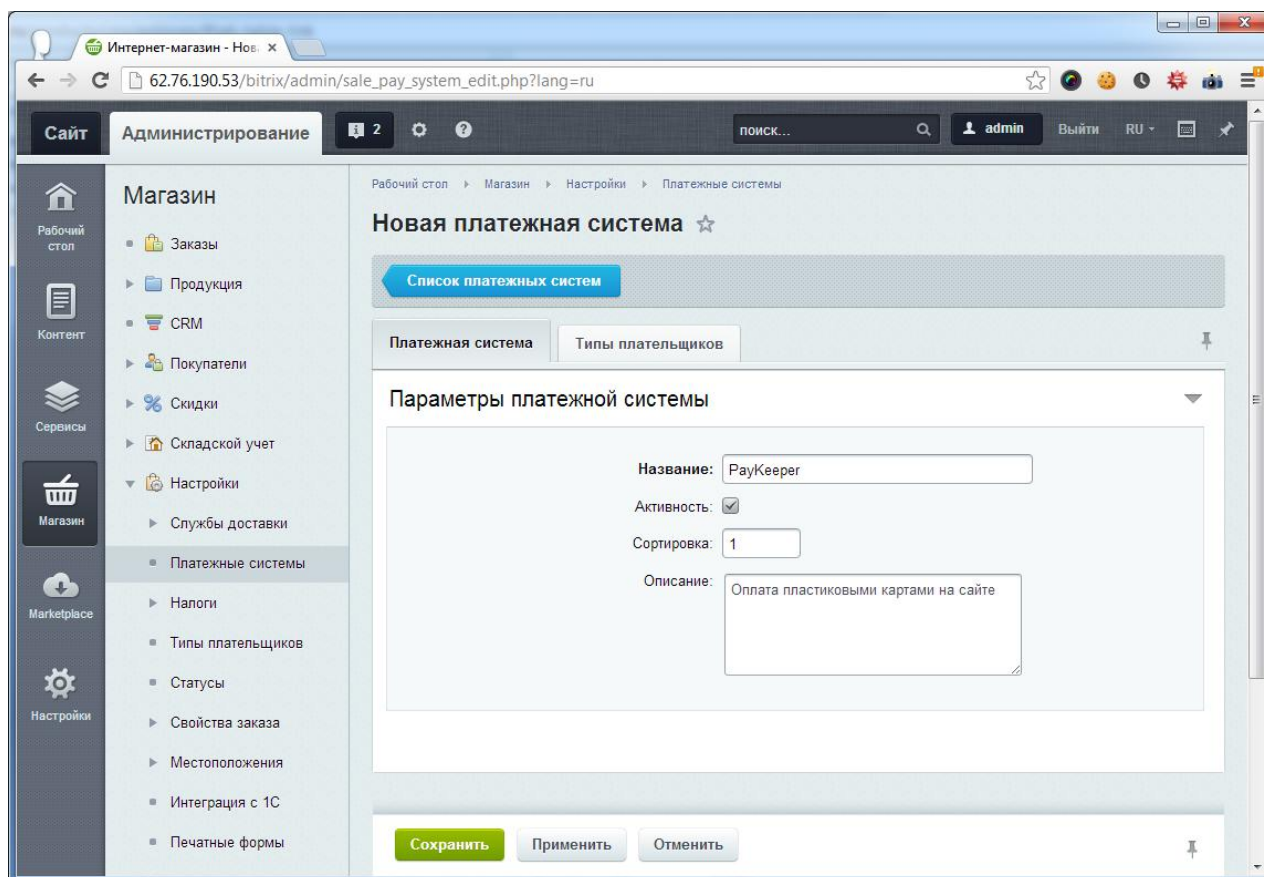 Интернет-магазин - Нов
62.76.190.53/bitrix/admin/sale_pay_system_edit.php?lang=ru
Сайт
Администрирование
2
поиск...
admin
Выйти
RU
Рабочий стол
Контент
Сервисы
Магазин
Marketplace
Настройки
Магазин
Заказы
Продукция
CRM
Покупатели
Скидки
Складской учет
Настройки
Службы доставки
Платежные системы
Налоги
Типы плательщиков
Статусы
Свойства заказа
Местоположения
Интеграция с 1С
Печатные формы
Рабочий стол Магазин Настройки Платежные системы
Новая платежная система
Список платежных систем
Платежная система
Типы плательщиков
Параметры платежной системы
Название: PayKeeper
Активность:
Сортировка: 1
Описание: Оплата пластиковыми картами на сайте
Сохранить
Применить
Отменить